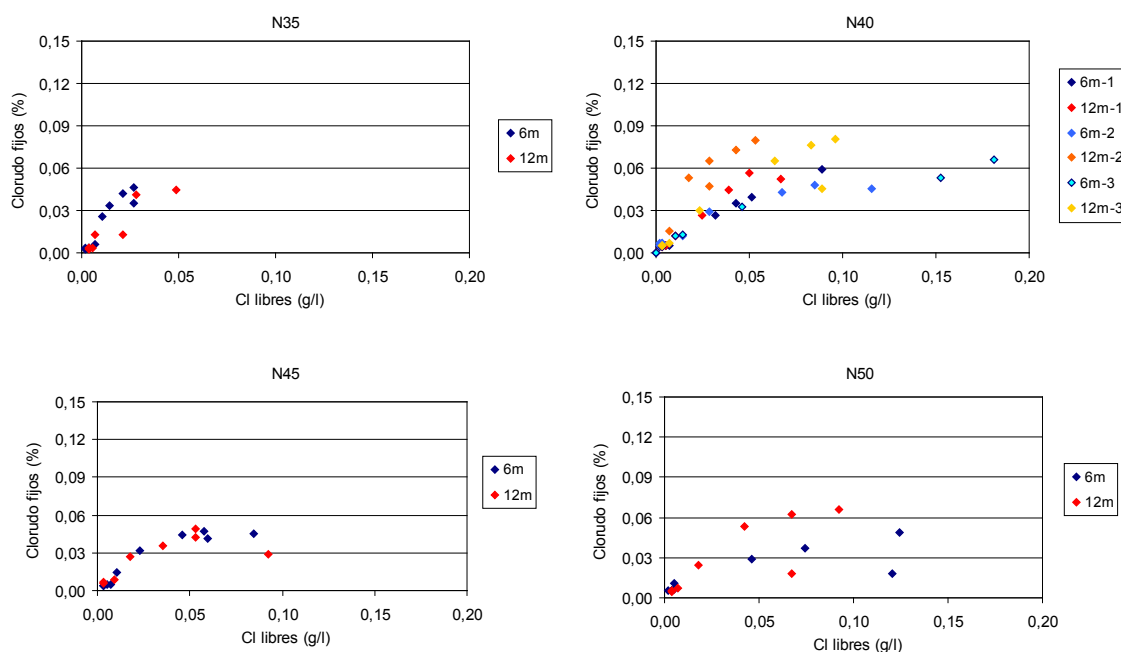 N35
Clorudo fijos (%)
0,15
0,12
0,09
0,06
0,03
0,00
0,00 0,05 0,10 0,15 0,20
Cl libres (g/l)
6m
12m
N40
Clorudo fijos (%)
0,15
0,12
0,09
0,06
0,03
0,00
0,00 0,05 0,10 0,15 0,20
Cl libres (g/l)
6m-1
12m-1
6m-2
12m-2
6m-3
12m-3
N45
Clorudo fijos (%)
0,15
0,12
0,09
0,06
0,03
0,00
0,00 0,05 0,10 0,15 0,20
Cl libres (g/l)
6m
12m
N50
Clorudo fijos (%)
0,15
0,12
0,09
0,06
0,03
0,00
0,00 0,05 0,10 0,15 0,20
Cl libres (g/l)
6m
12m